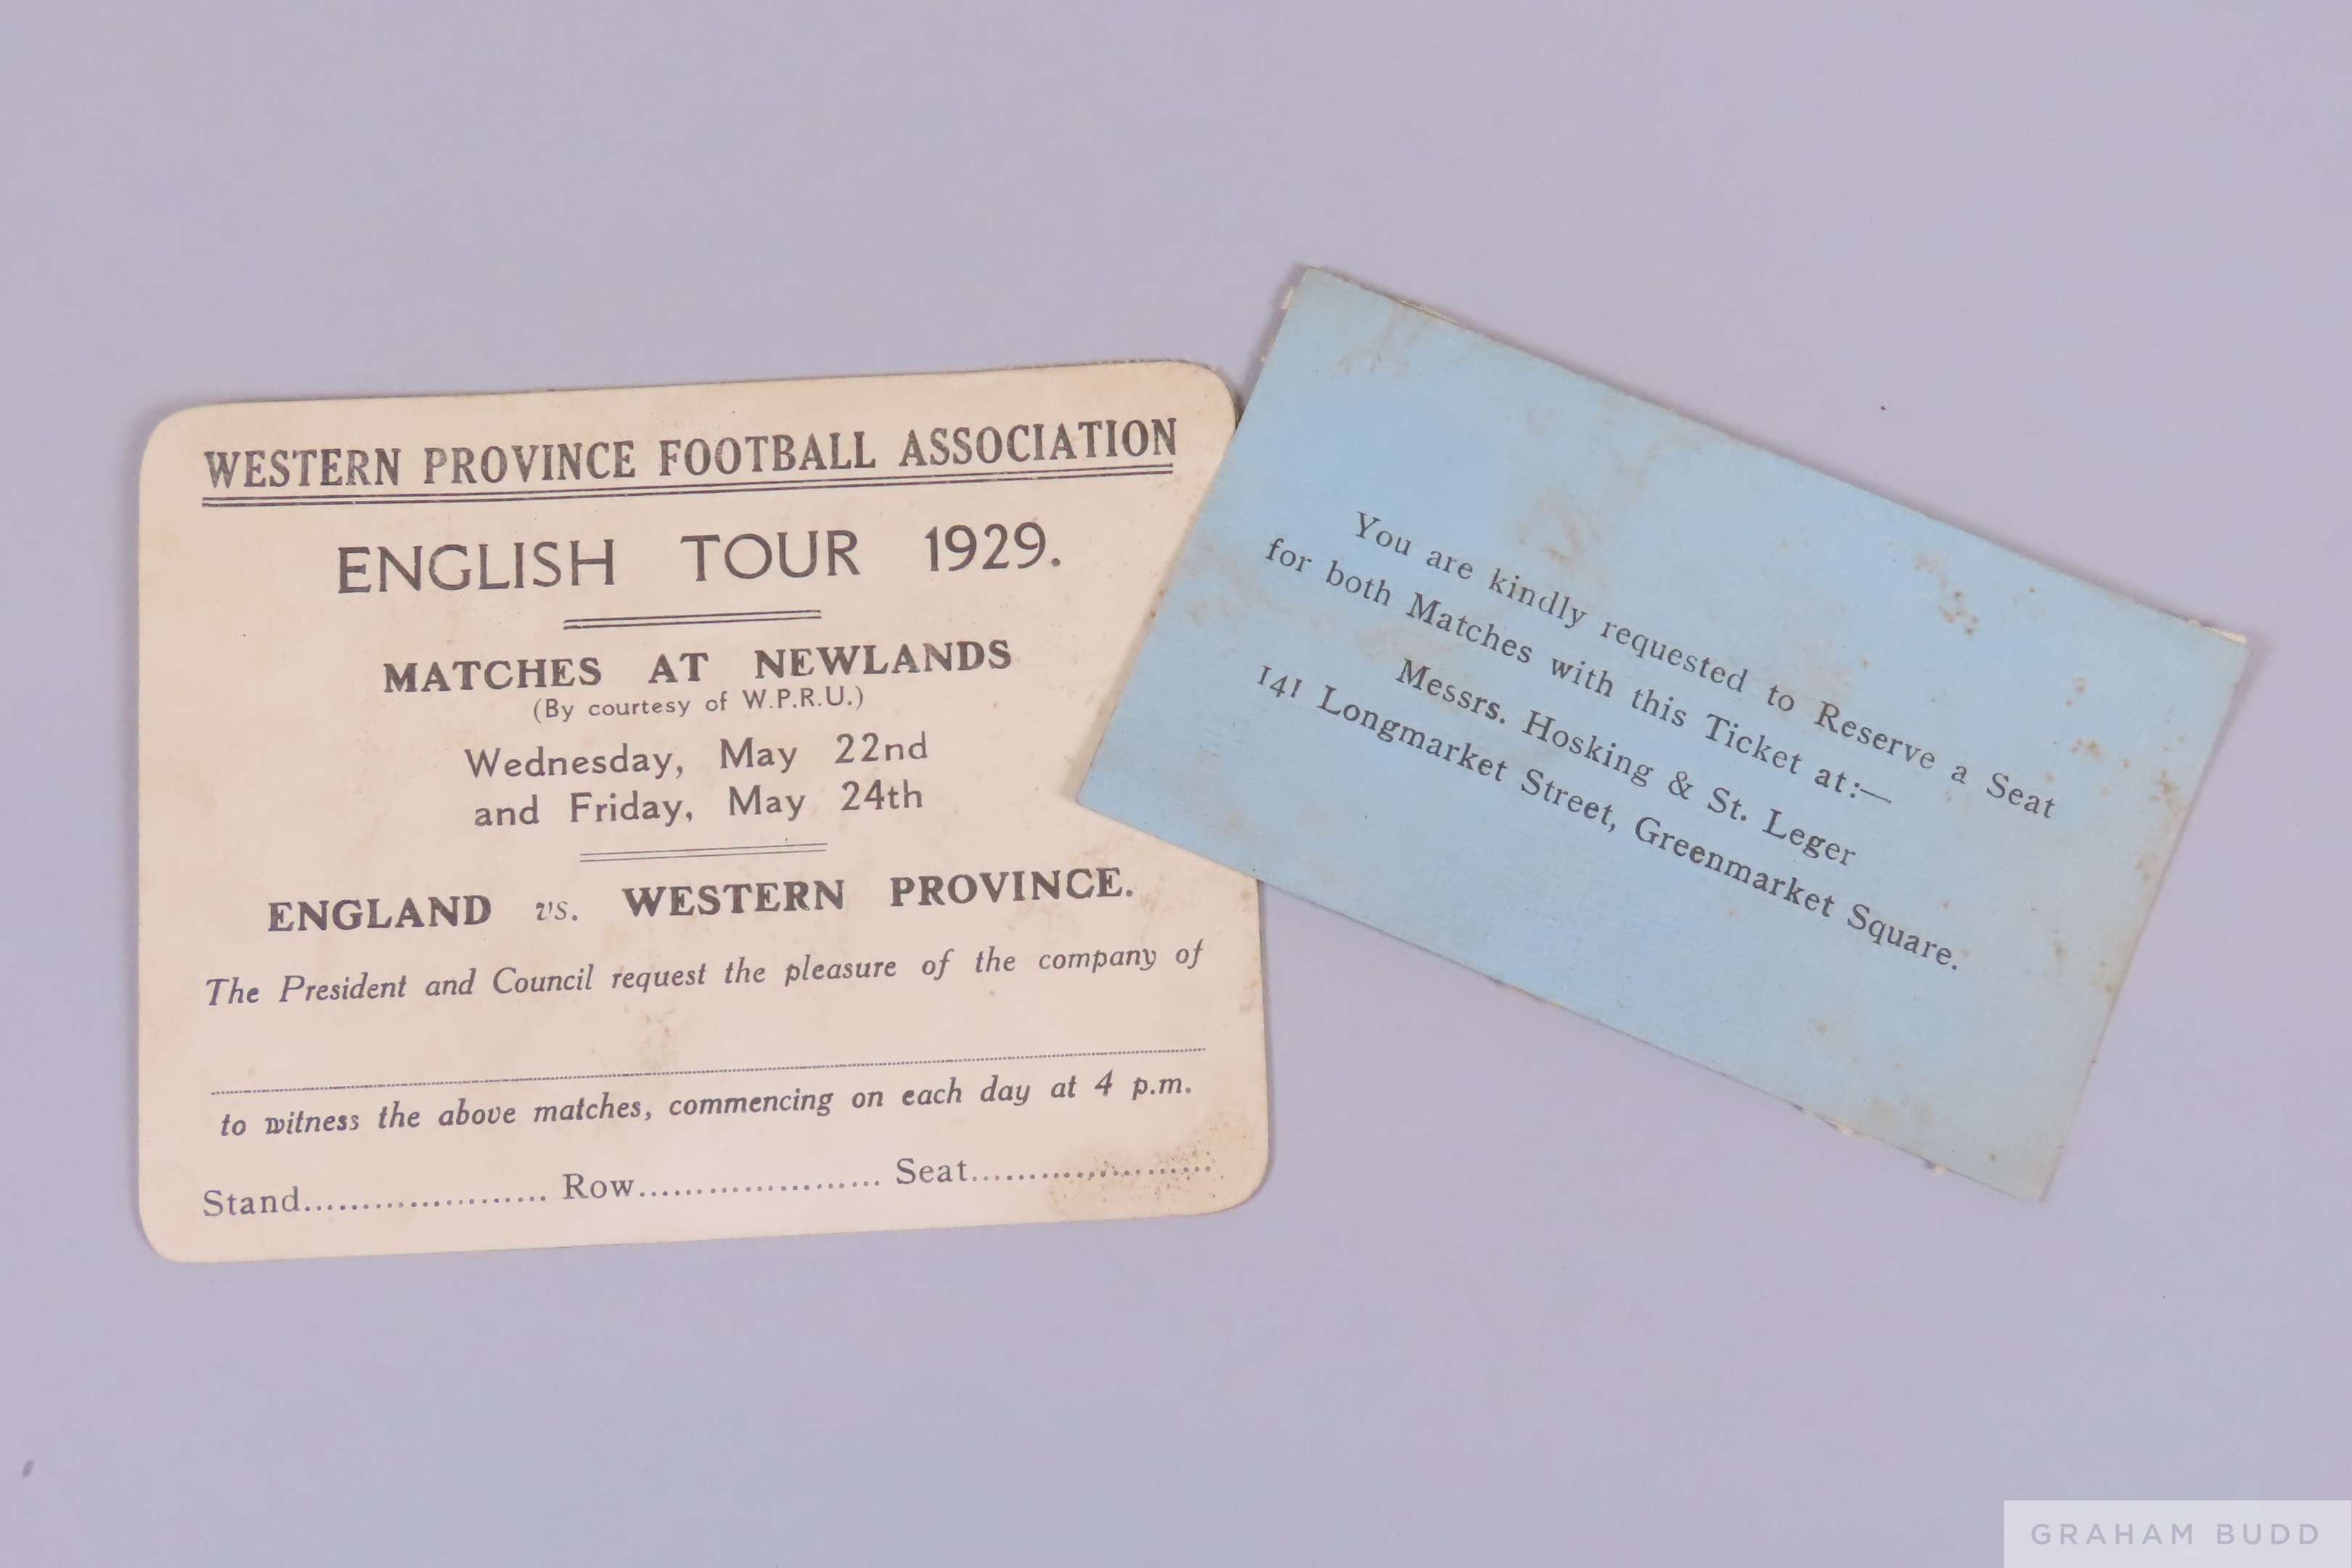 WESTERN PROVINCE FOOTBALL ASSOCIATION
ENGLISH TOUR 1929.
MATCHES AT NEWLANDS
(By courtesy of W.P.R.U.)
Wednesday, May 22nd
and Friday, May 24th
ENGLAND vs. WESTERN PROVINCE.
The President and Council request the pleasure of the company of
to witness the above matches, commencing on each day at 4 p.m.
Stand..................... Row...................... Seat......................
You are kindly requested to Reserve a Seat
for both Matches with this Ticket at:—
Messrs. Hosking & St. Leger
141 Longmarket Street, Greenmarket Square.
GRAHAM BUDD